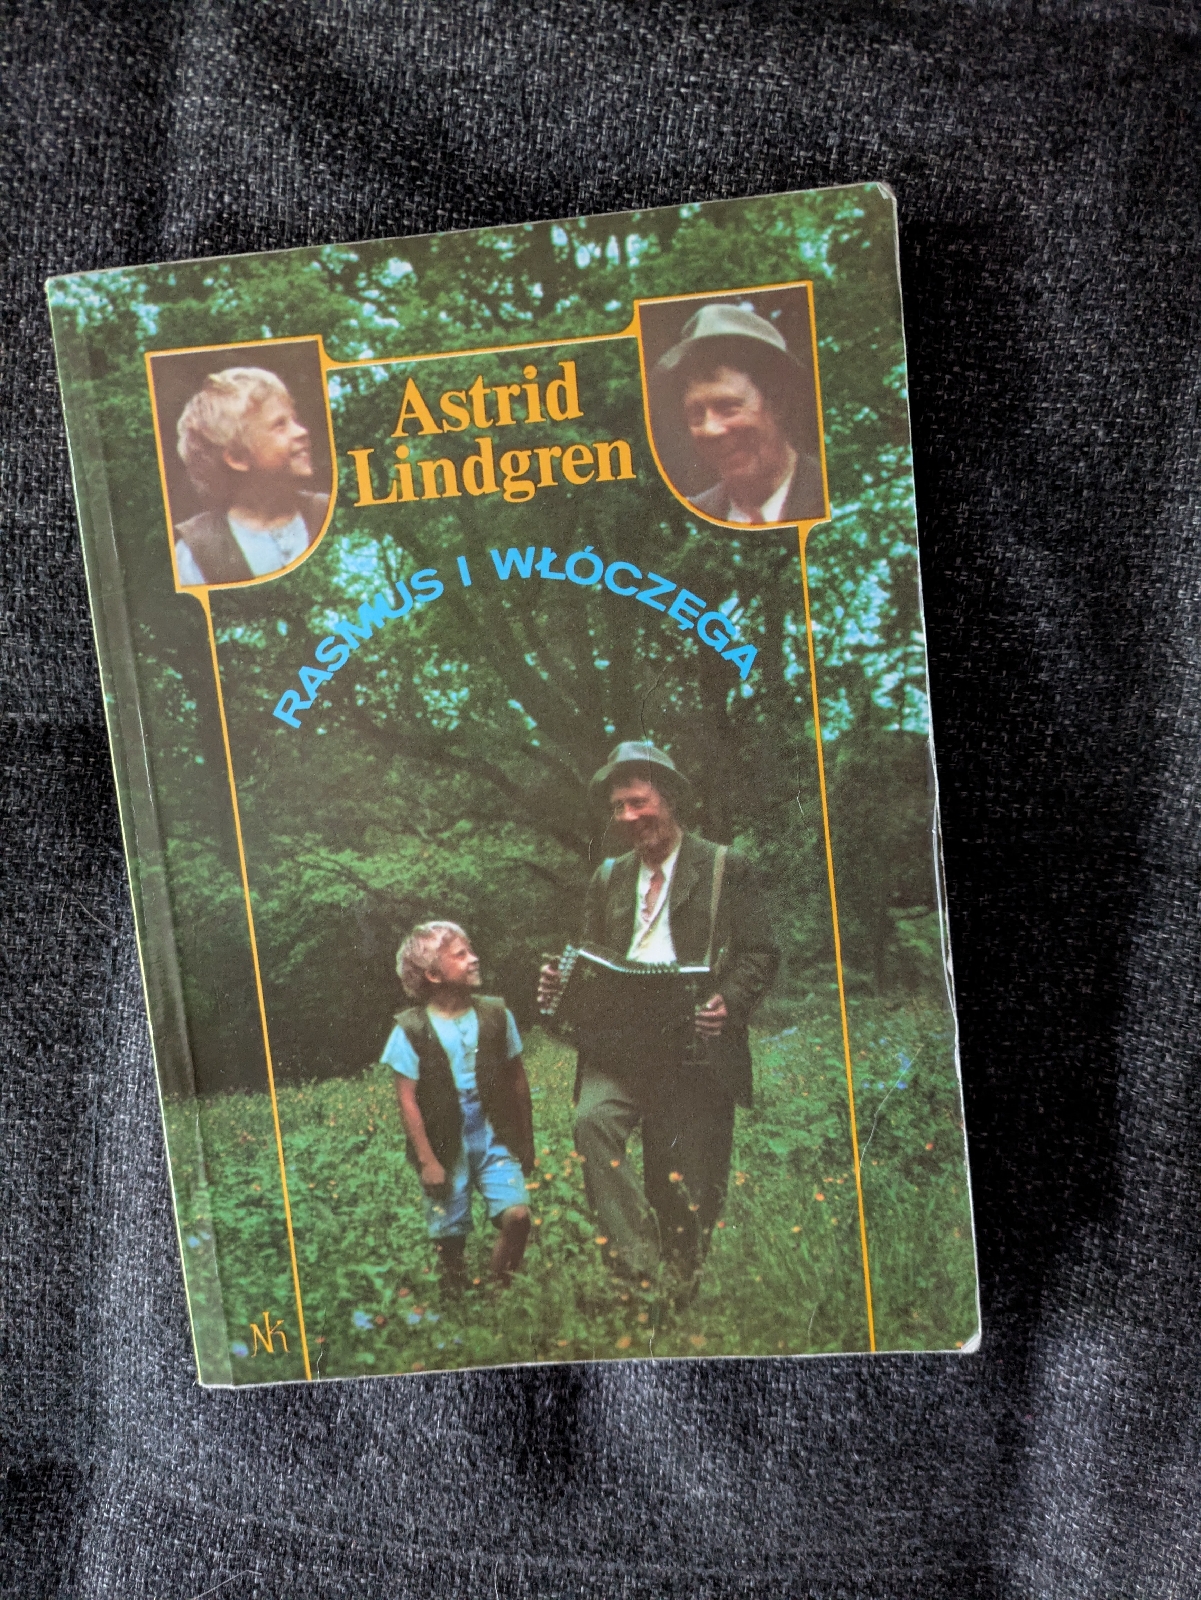 Astrid
Lindgren
RASMUS I WŁÓCZĘGA
NK